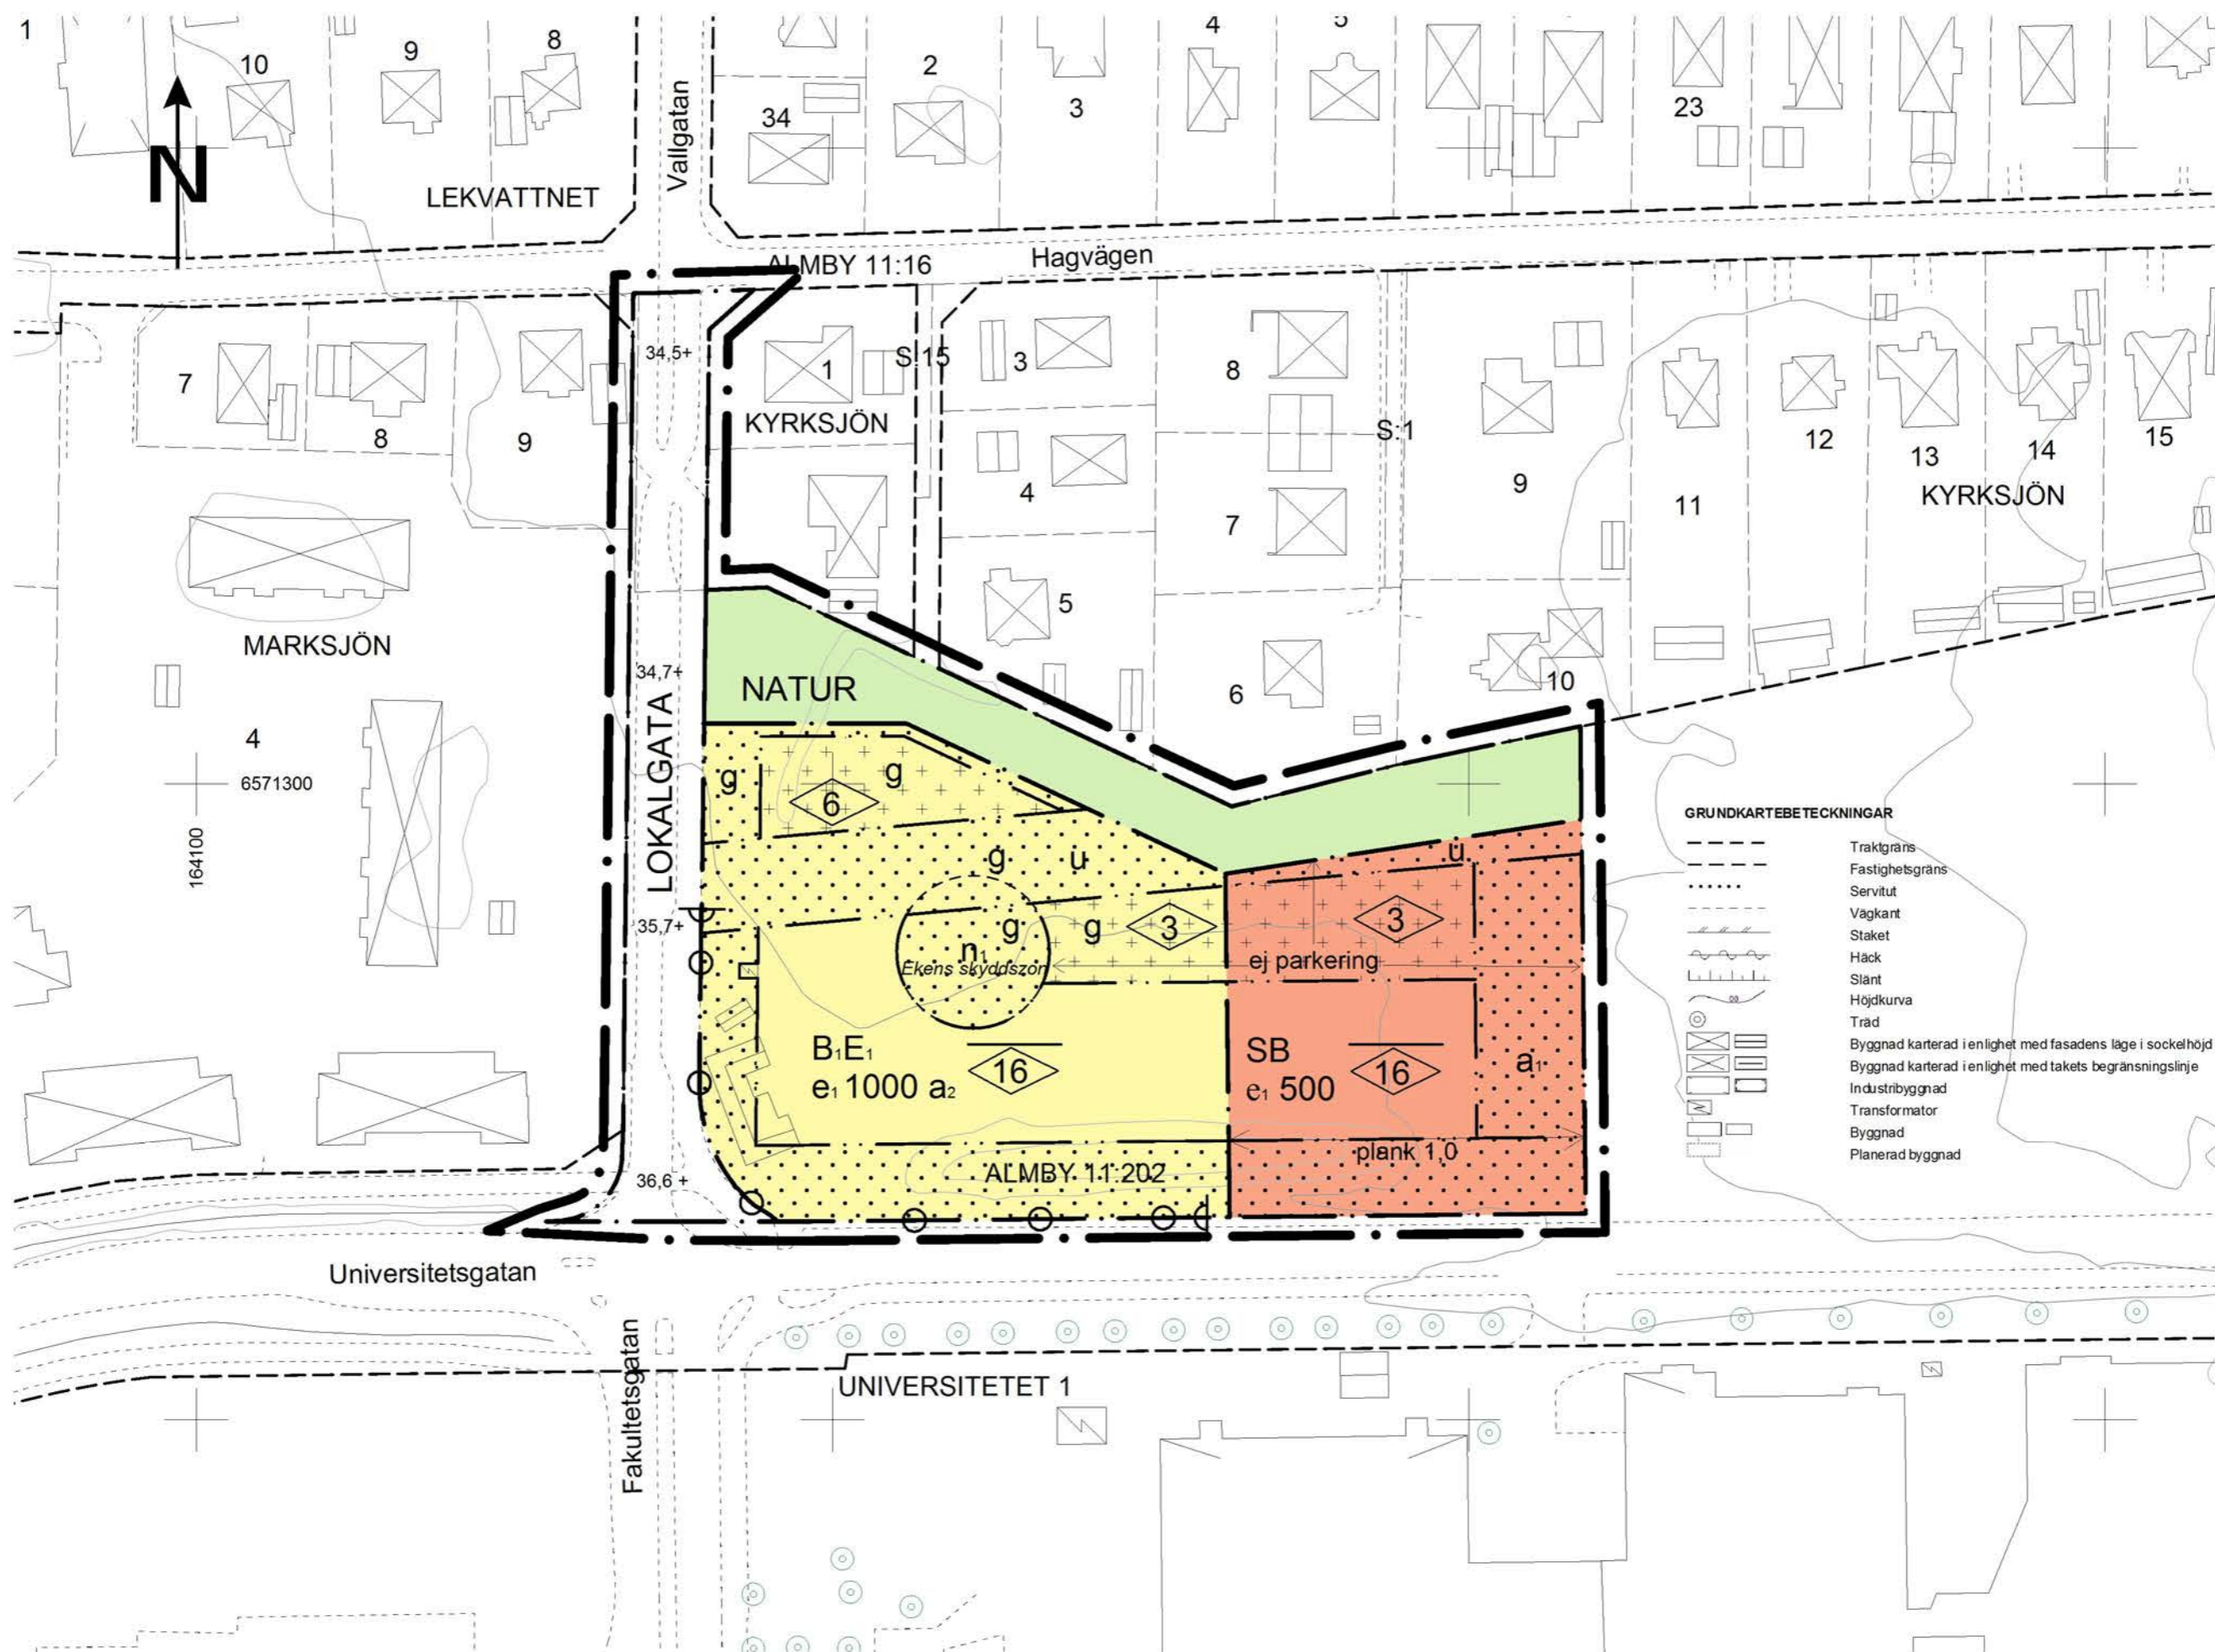 1
10
9
8
Vallgatan
34
2
3
4
23
N
LEKVATTNET
ALMBY 11:16
Hagvägen
7
8
9
34,5+
1
S:15
KYRKSJÖN
3
4
5
8
7
6
S:1
9
10
11
12
13
14
15
KYRKSJÖN
MARKSJÖN
4
6571300
164100
34,7+
LOKALGATA
NATUR
g
g
6
g
u
u
35,7+
n1
g
g
3
3
Ekens skyddszon
ej parkering
B1E1
e1 1000 a2
16
SB
e1 500
16
a1
plank 1,0
ALMBY 11:202
36,6 +
Universitetsgatan
Fakultetsgatan
UNIVERSITETET 1
GRUNDKARTEBETECKNINGAR
Traktgräns
Fastighetsgräns
Servitut
Vägkant
Staket
Häck
Slänt
Höjdkurva
Träd
Byggnad karterad i enlighet med fasadens läge i sockelhöjd
Byggnad karterad i enlighet med takets begränsningslinje
Industribyggnad
Transformator
Byggnad
Planerad byggnad